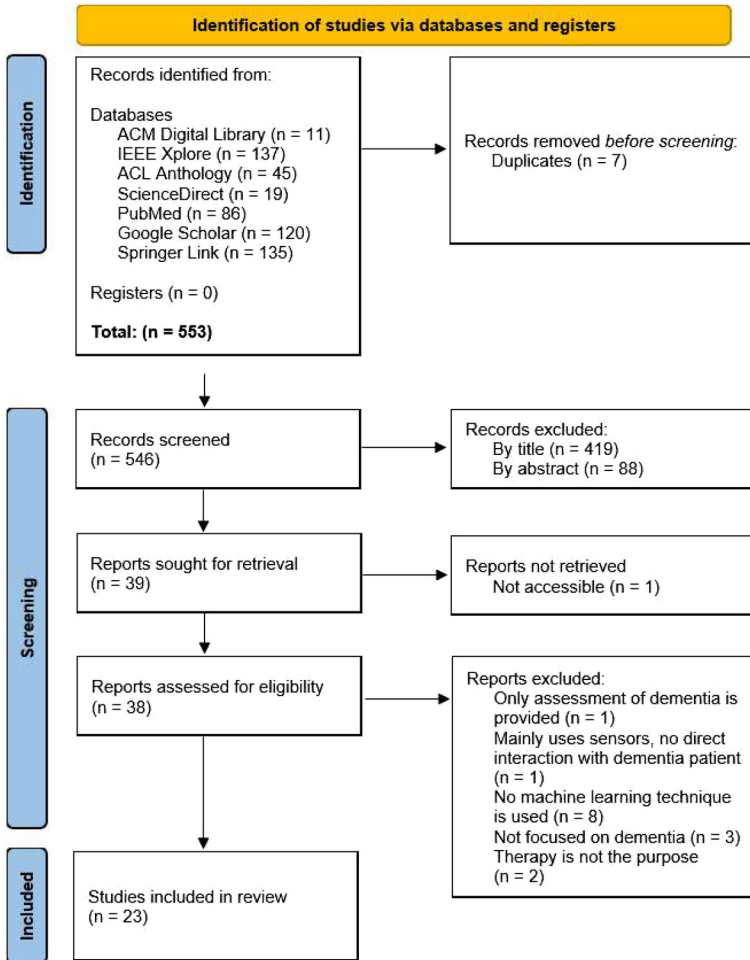 Identification of studies via databases and registers
Identification
Records identified from:
Databases
ACM Digital Library (n = 11)
IEEE Xplore (n = 137)
ACL Anthology (n = 45)
ScienceDirect (n = 19)
PubMed (n = 86)
Google Scholar (n = 120)
Springer Link (n = 135)
Registers (n = 0)
Total: (n = 553)
Records removed before screening:
Duplicates (n = 7)
Screening
Records screened
(n = 546)
Records excluded:
By title (n = 419)
By abstract (n = 88)
Reports sought for retrieval
(n = 39)
Reports not retrieved
Not accessible (n = 1)
Reports assessed for eligibility
(n = 38)
Reports excluded:
Only assessment of dementia is
provided (n = 1)
Mainly uses sensors, no direct
interaction with dementia patient
(n = 1)
No machine learning technique
is used (n = 8)
Not focused on dementia (n = 3)
Therapy is not the purpose
(n = 2)
Included
Studies included in review
(n = 23)